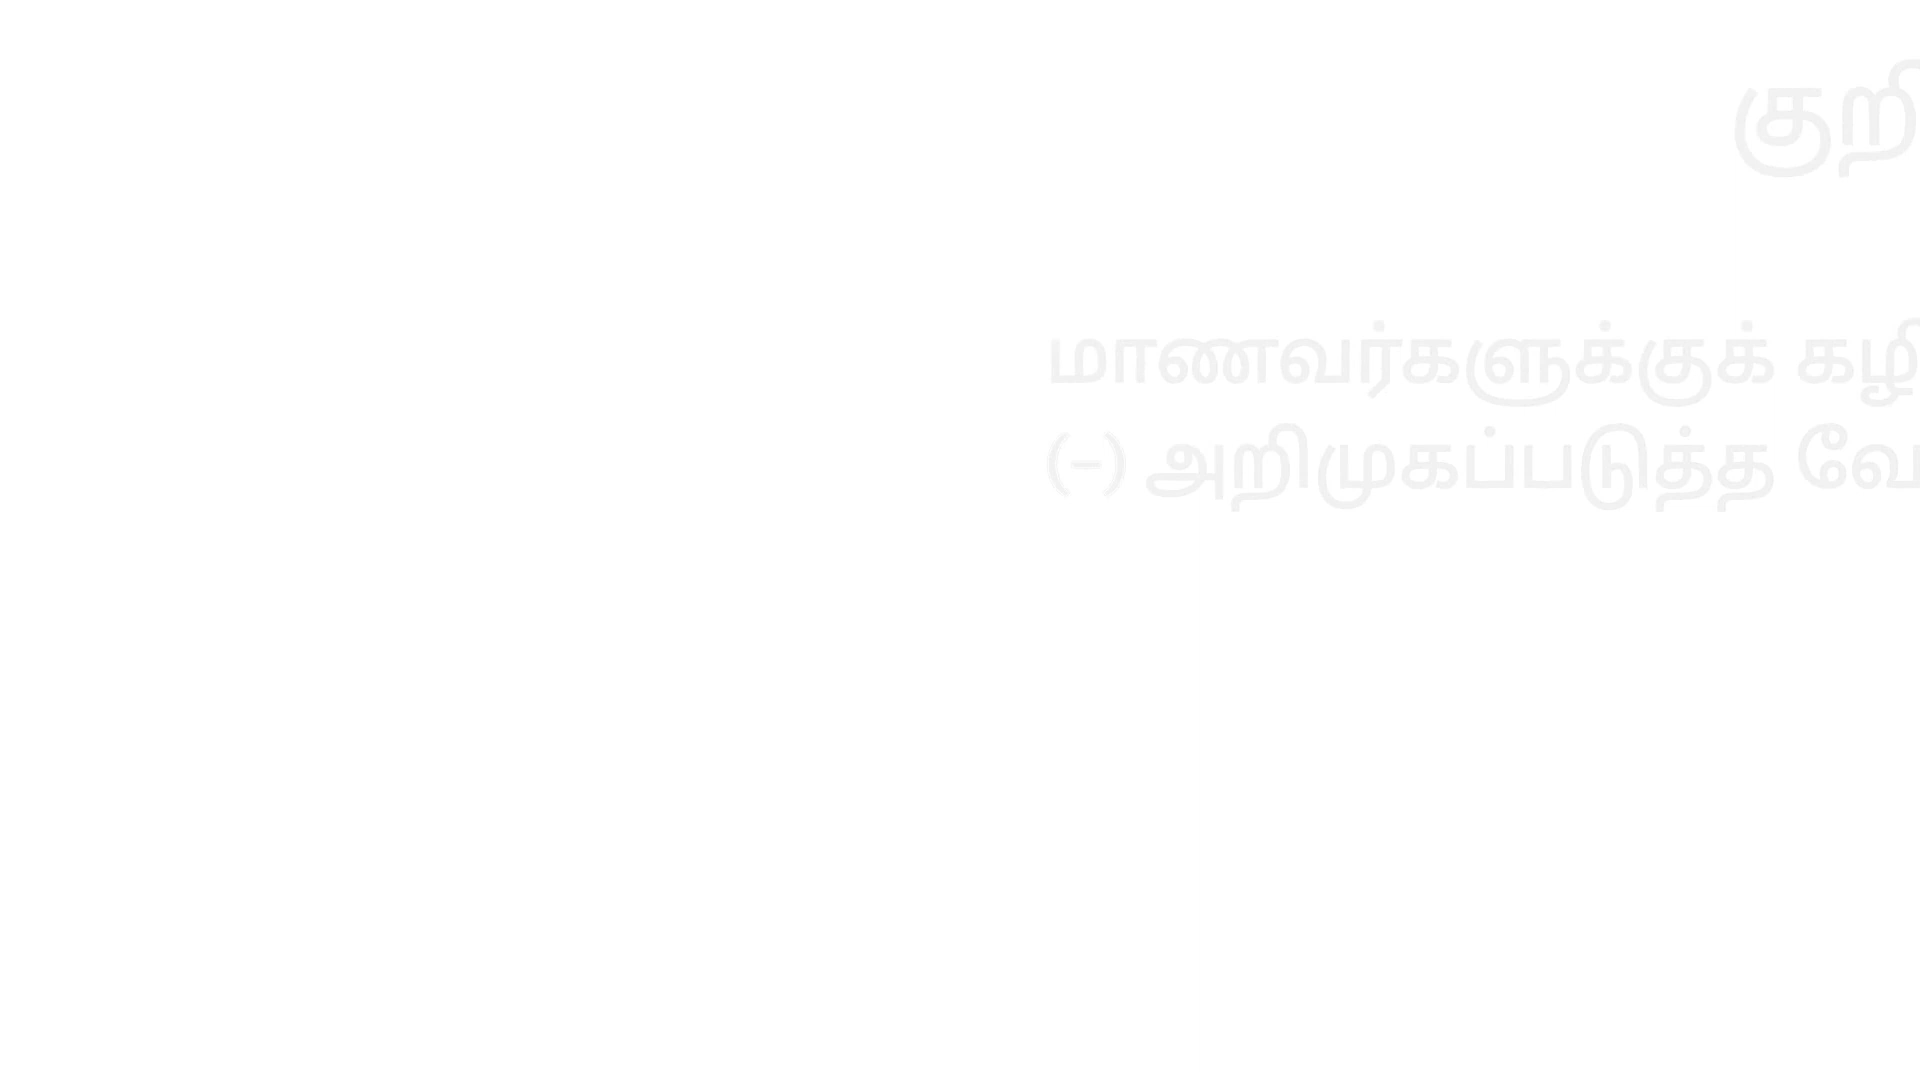 குறி
மாணவர்களுக்குக் கழி
(-) அறிமுகப்படுத்த வே